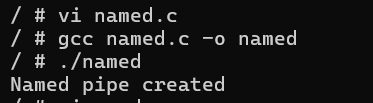 / # vi named.c
/ # gcc named.c -o named
/ # ./named
Named pipe created